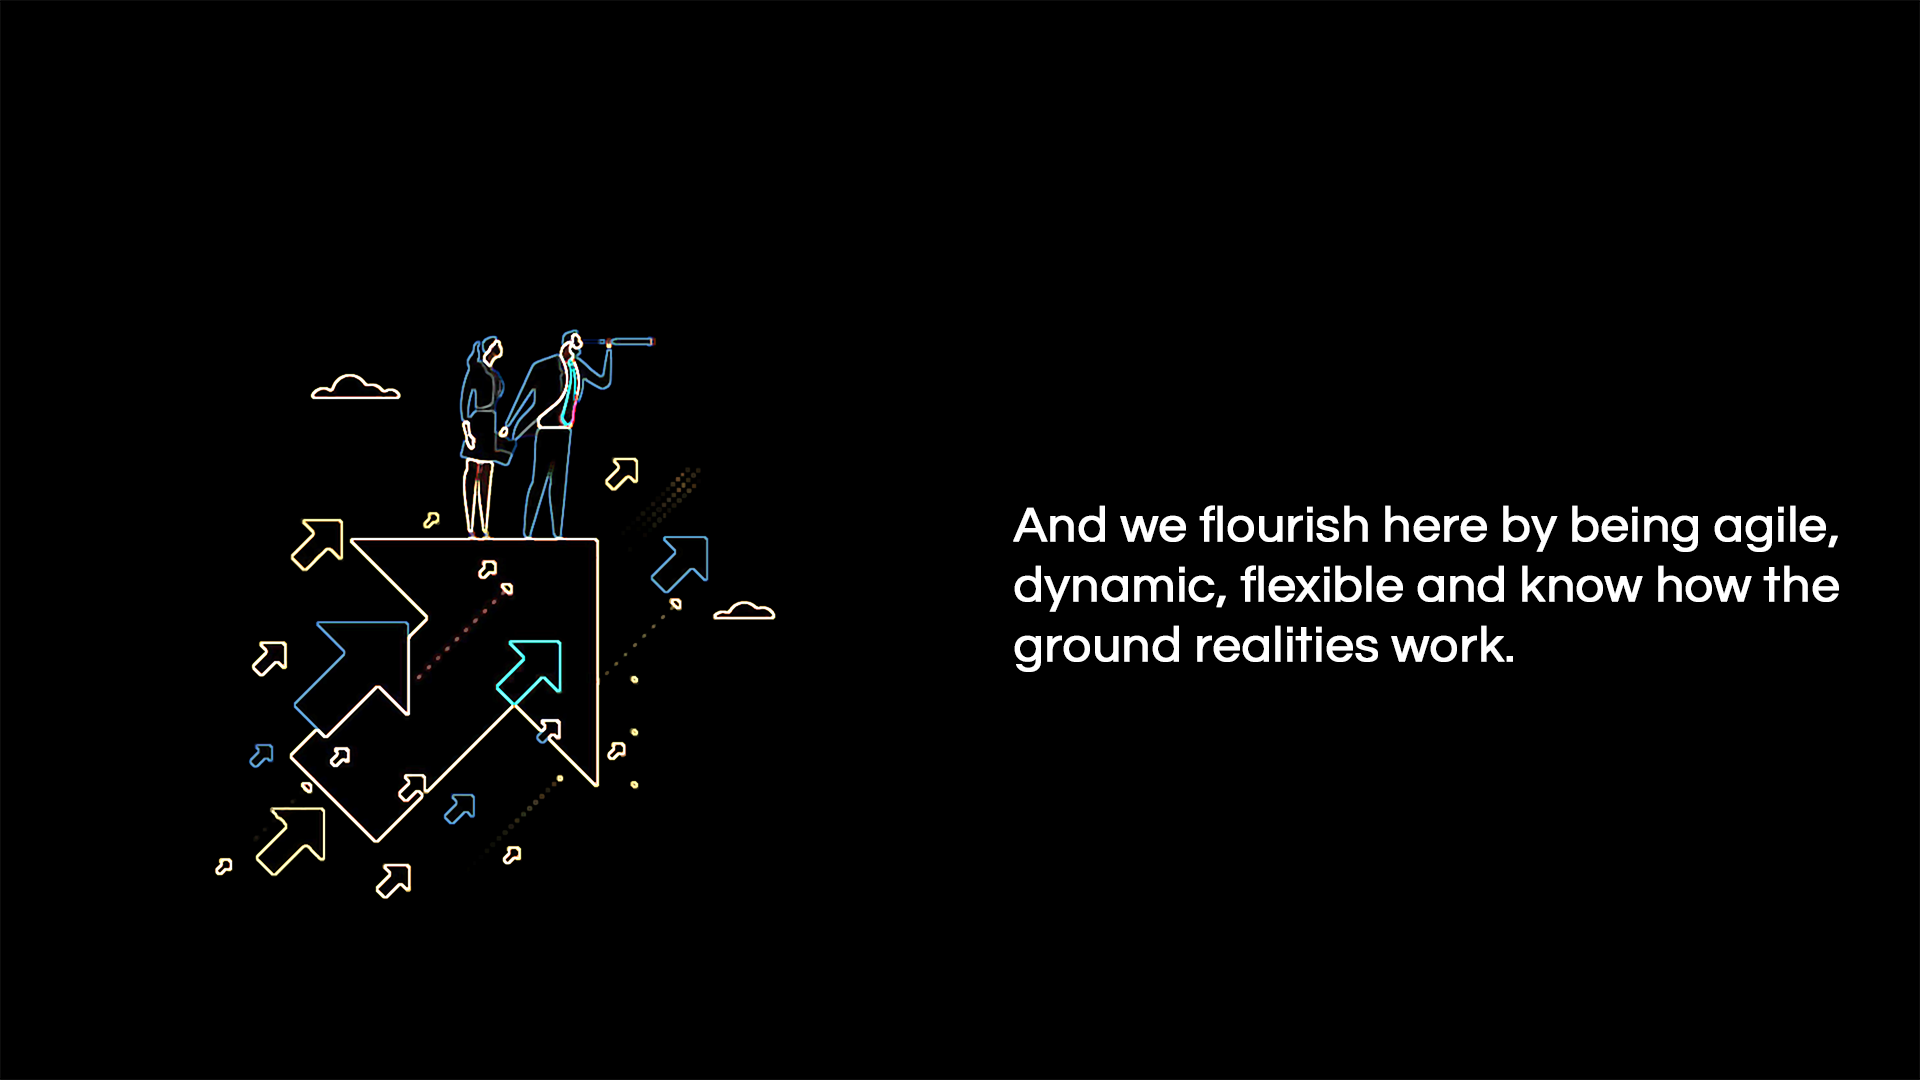 And we flourish here by being agile,
dynamic, flexible and know how the
ground realities work.